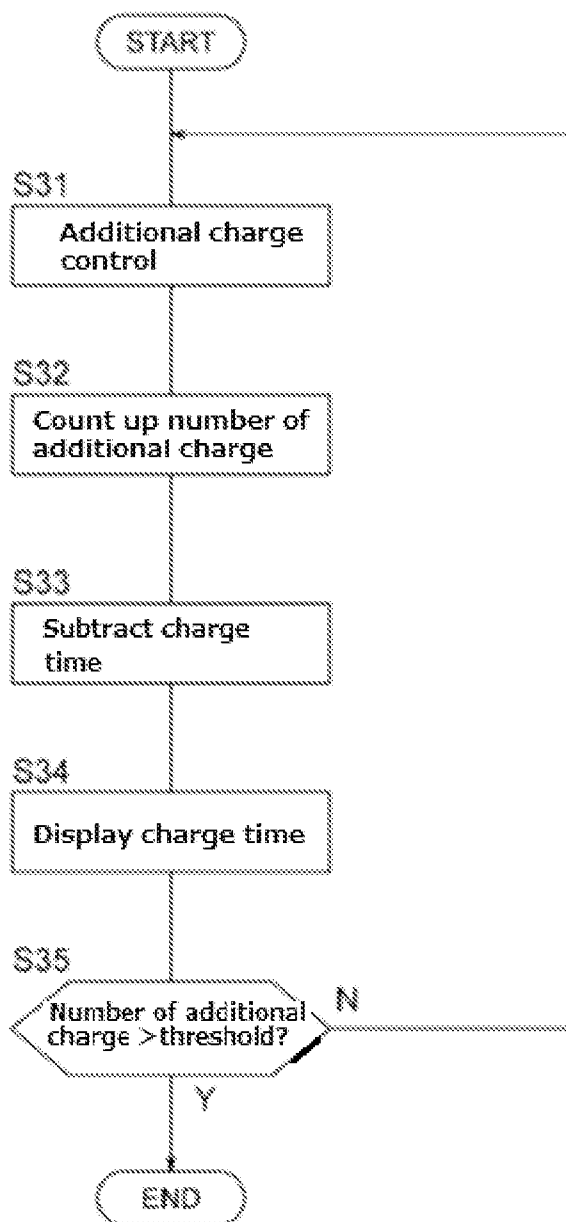 START
S31
Additional charge
control
S32
Count up number of
additional charge
S33
Subtract charge
time
S34
Display charge time
S35
Number of additional
charge >threshold?
N
Y
END